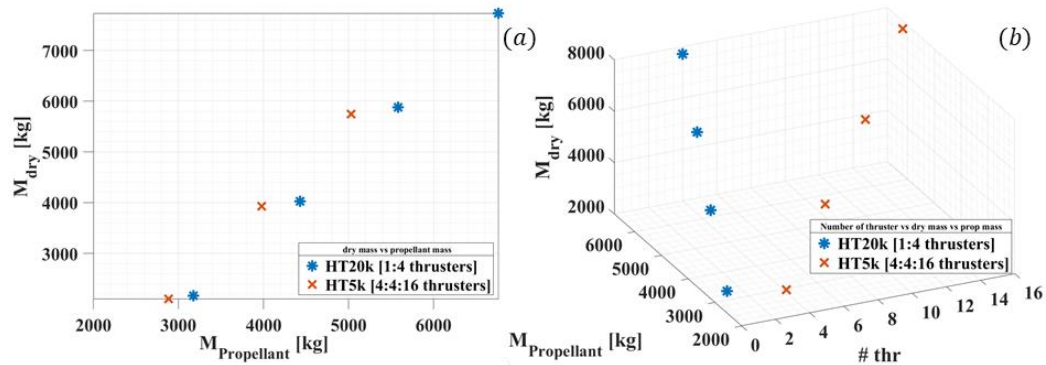 (a)
7000
6000
5000
4000
3000
M_dry [kg]
dry mass vs propellant mass
HT20k [1:4 thrusters]
HT5k [4:4:16 thrusters]
2000 3000 4000 5000 6000
M_Propellant [kg]
(b)
8000
6000
4000
2000
M_dry [kg]
Number of thruster vs dry mass vs prop mass
HT20k [1:4 thrusters]
HT5k [4:4:16 thrusters]
6000
5000
4000
3000
2000
M_Propellant [kg]
0 2 4 6 8 10 12 14 16
# thr